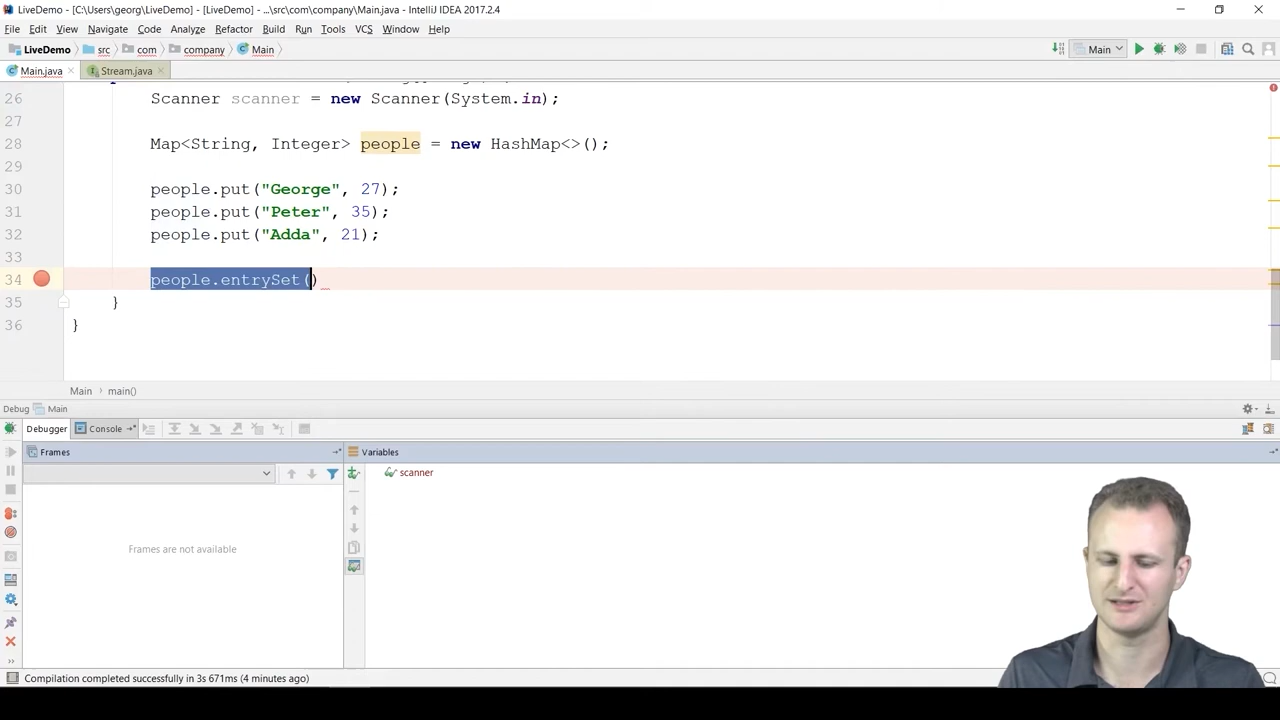 LiveDemo - [C:\Users\georg\LiveDemo] - [LiveDemo] - ...\src\com\company\Main.java - IntelliJ IDEA 2017.2.4
File Edit View Navigate Code Analyze Refactor Build Run Tools VCS Window Help
LiveDemo src com company Main Main
Main.java Stream.java
26 Scanner scanner = new Scanner(System.in);
27
28 Map<String, Integer> people = new HashMap<>();
29
30 people.put("George", 27);
31 people.put("Peter", 35);
32 people.put("Adda", 21);
33
34 people.entrySet()
35 }
36 }
Main main()
Debug Main
Debugger Console
Frames Variables
scanner
Frames are not available
Compilation completed successfully in 3s 671ms (4 minutes ago)